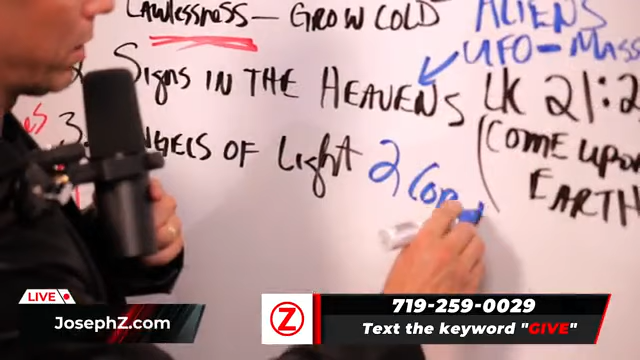 Lawlessness — Grow Cold
ALIENS
UFO - Mass
Signs in the Heavens
LK 21:2
3. Angels of Light
2 Cor
(Come upon
EARTH
LIVE
JosephZ.com
Z
719-259-0029
Text the keyword "GIVE"